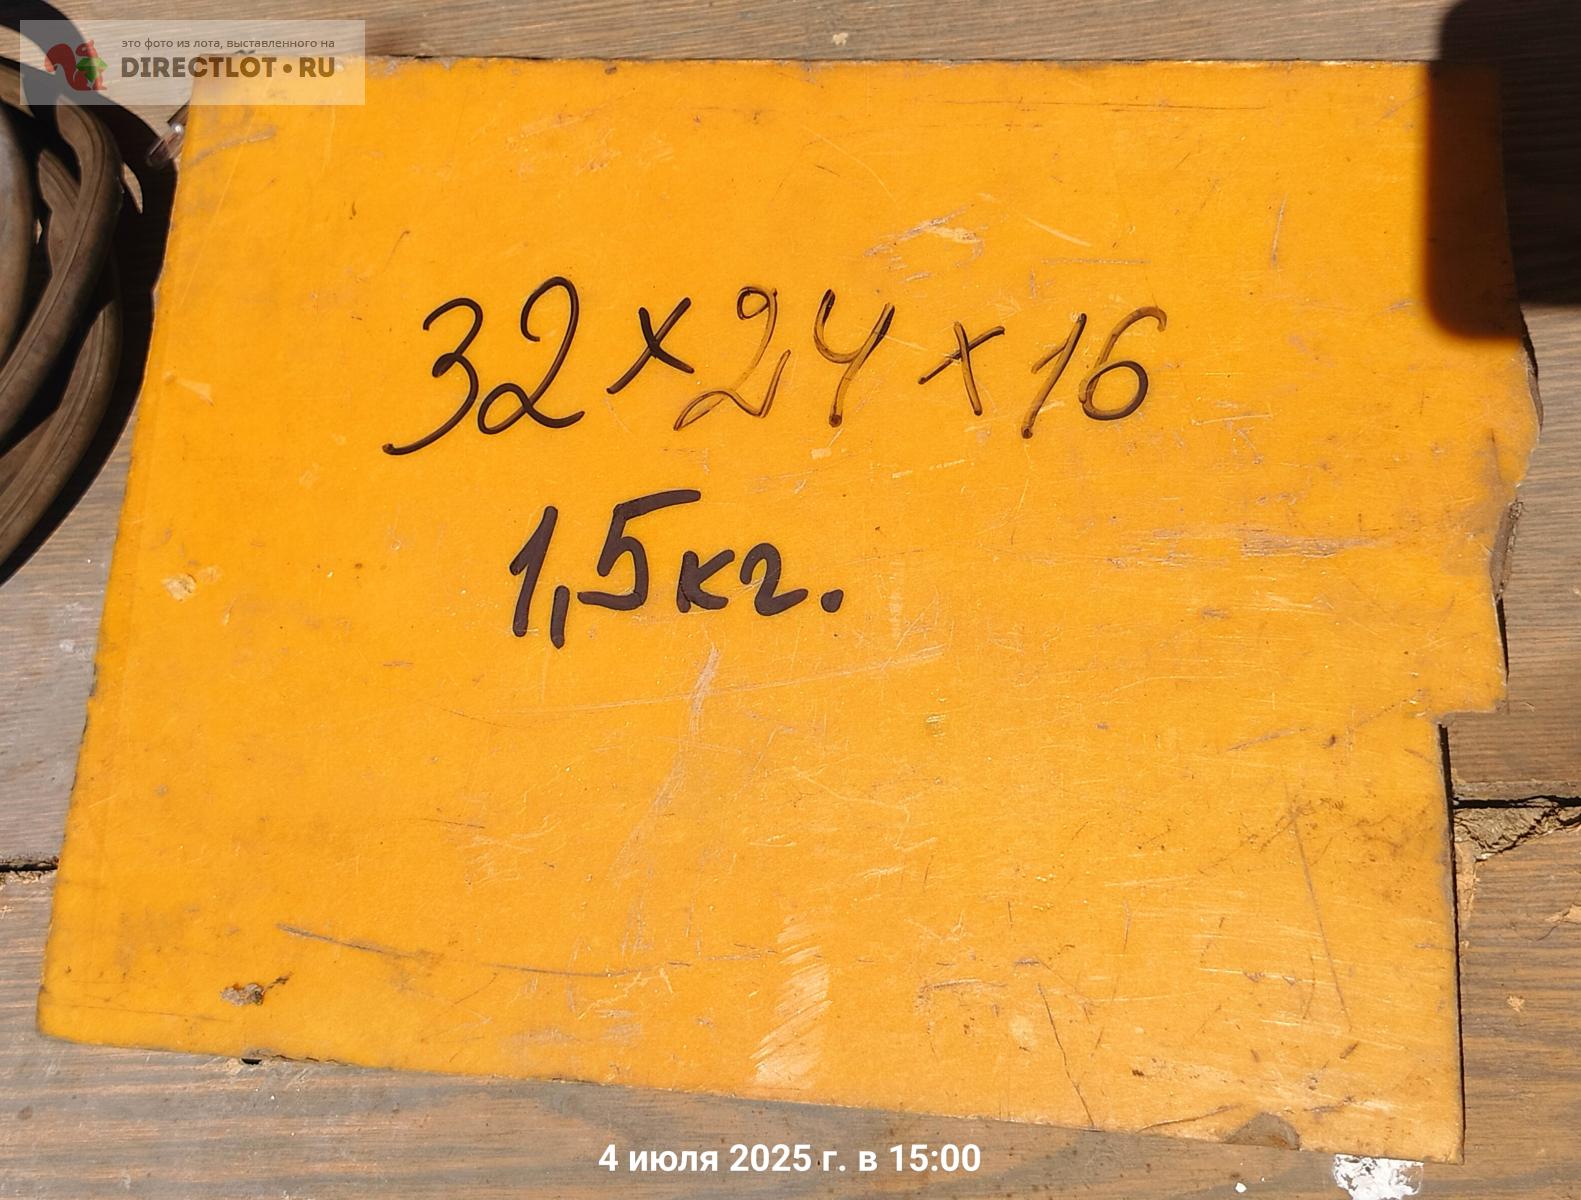 это фото из лота, выставленного на
DIRECTLOT•RU
32 x 24 x 16
1,5кг.
4 июля 2025 г. в 15:00